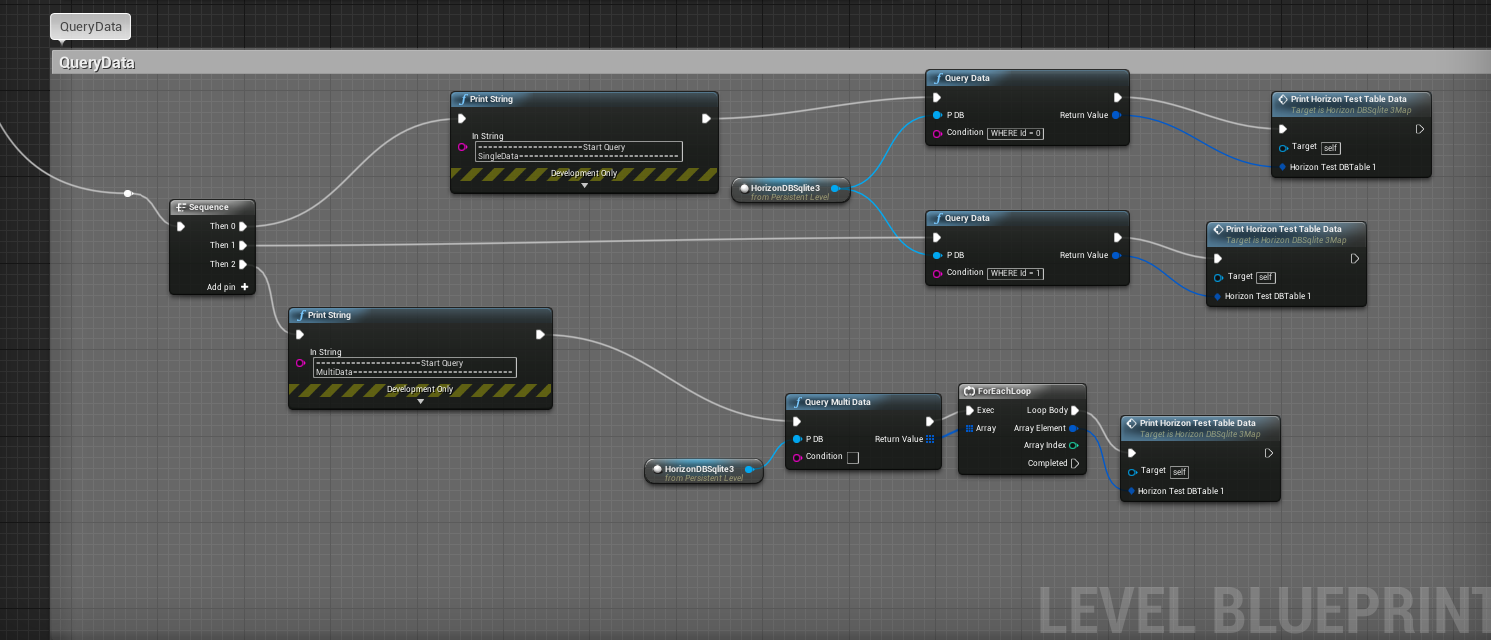 QueryData
QueryData
Print String
In String
----------------------Start Query
SingleData----------------------------------
Development Only
Query Data
P DB
Return Value
Condition WHERE Id = 0
Print Horizon Test Table Data
Target is Horizon DBSqlite 3Map
Target self
Horizon Test DBTable 1
HorizonDBSqlite3
from Persistent Level
Sequence
Then 0
Then 1
Then 2
Add pin
Query Data
P DB
Return Value
Condition WHERE Id = 1
Print Horizon Test Table Data
Target is Horizon DBSqlite 3Map
Target self
Horizon Test DBTable 1
Print String
In String
----------------------Start Query
MultiData----------------------------------
Development Only
Query Multi Data
P DB
Return Value
Condition
HorizonDBSqlite3
from Persistent Level
ForEachLoop
Exec
Loop Body
Array
Array Element
Array Index
Completed
Print Horizon Test Table Data
Target is Horizon DBSqlite 3Map
Target self
Horizon Test DBTable 1
LEVEL BLUEPRINT